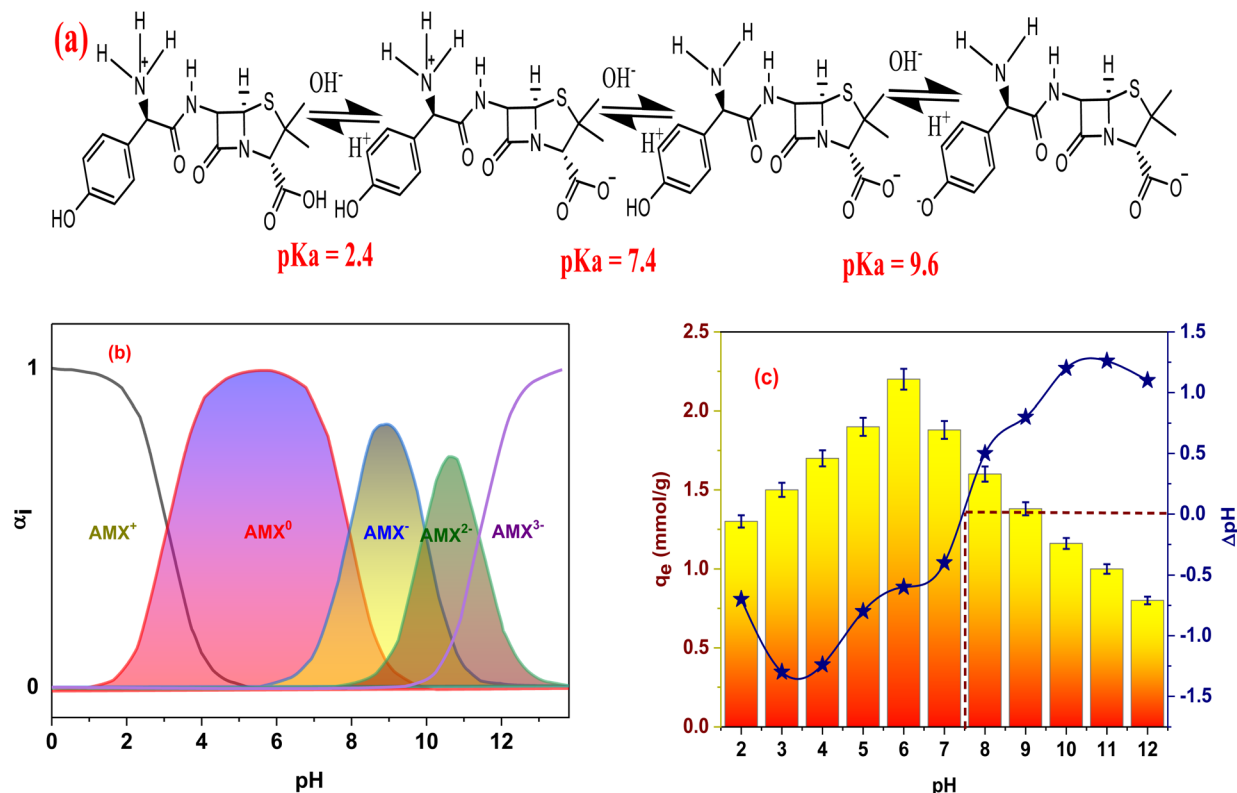 (a)
H H H H H H H H H H
N+ N H H S OH- N+ N H H S OH- N N H H S OH- N N H H S
H+ H+ H+
O O N O O N O O N O O N
HO OH HO O- HO O- -O O-
O O O O
pKa = 2.4
pKa = 7.4
pKa = 9.6
(b)
1
0
αi
AMX+
AMX0
AMX-
AMX2-
AMX3-
0 2 4 6 8 10 12
pH
(c)
2.5
2.0
1.5
1.0
0.5
0.0
qe (mmol/g)
1.5
1.0
0.5
0.0
-0.5
-1.0
-1.5
ΔpH
2 3 4 5 6 7 8 9 10 11 12
pH